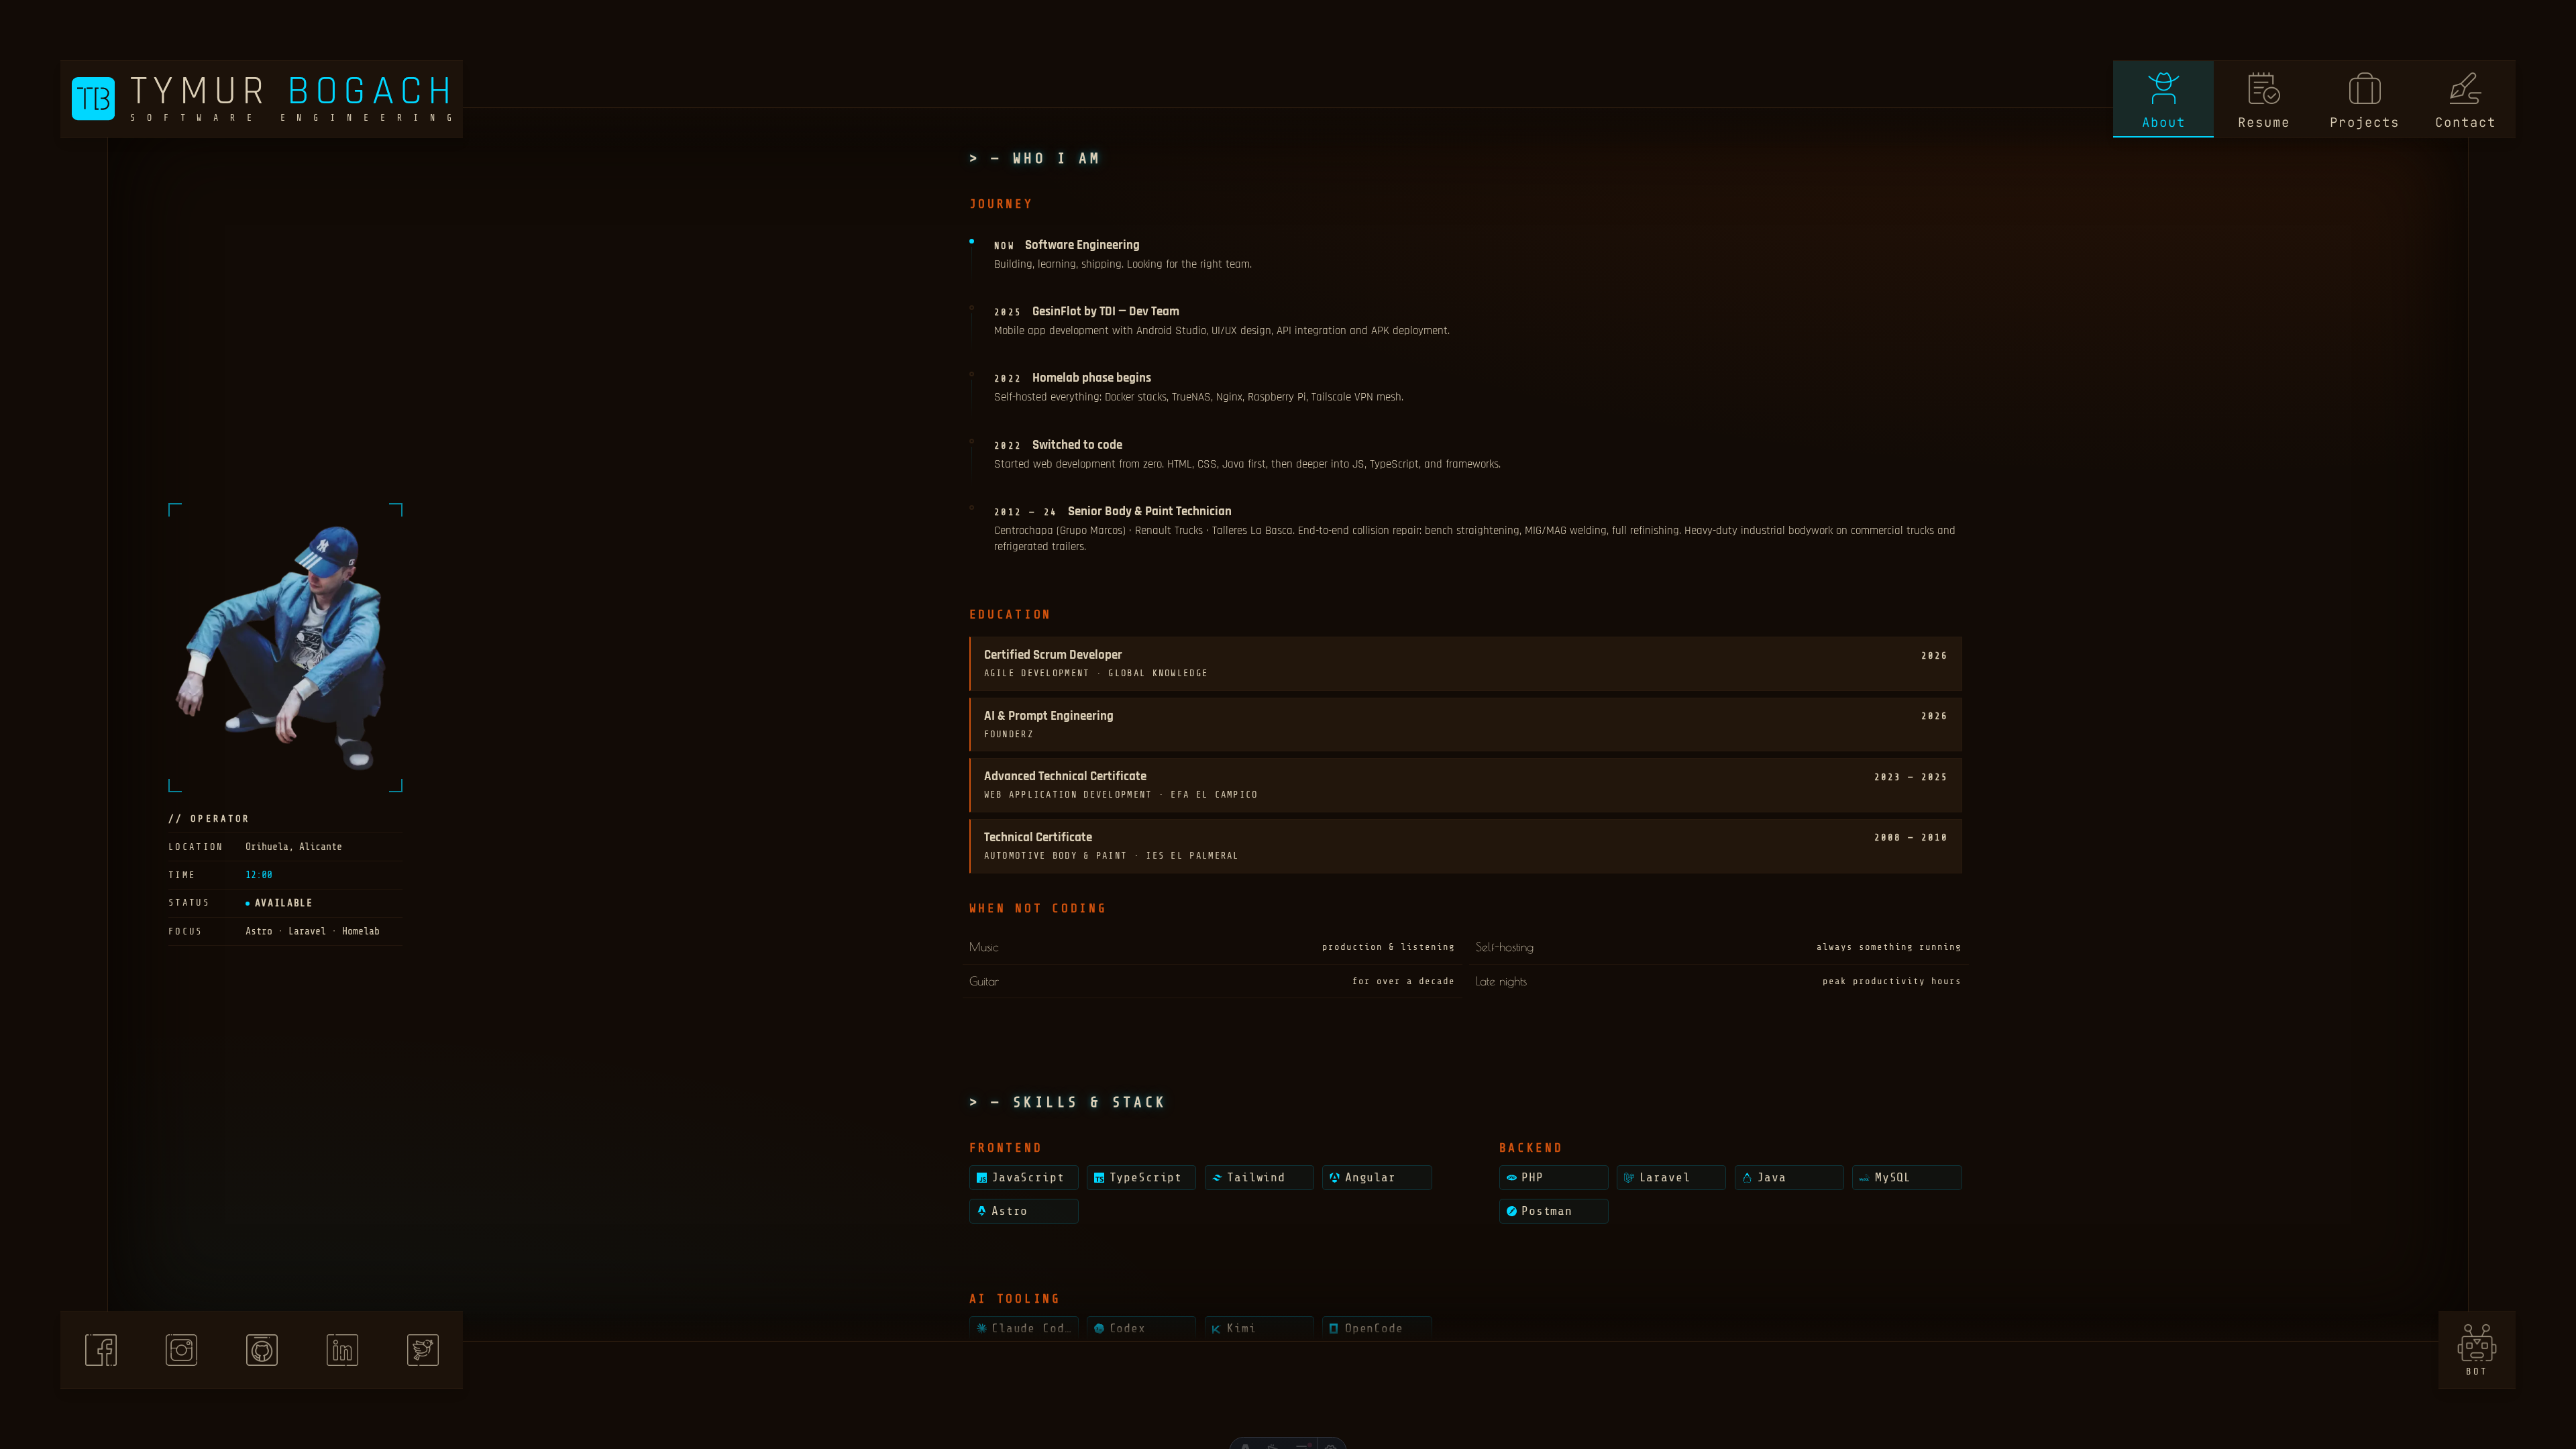 TB TYMUR BOGACH
SOFTWARE ENGINEERING
About
Resume
Projects
Contact
> — WHO I AM
JOURNEY
NOW Software Engineering
Building, learning, shipping. Looking for the right team.
2025 GesinFlot by TDI — Dev Team
Mobile app development with Android Studio, UI/UX design, API integration and APK deployment.
2022 Homelab phase begins
Self-hosted everything: Docker stacks, TrueNAS, Nginx, Raspberry Pi, Tailscale VPN mesh.
2022 Switched to code
Started web development from zero. HTML, CSS, Java first, then deeper into JS, TypeScript, and frameworks.
2012 — 24 Senior Body & Paint Technician
Centrochapa (Grupo Marcos) · Renault Trucks · Talleres La Basca. End-to-end collision repair: bench straightening, MIG/MAG welding, full refinishing. Heavy-duty industrial bodywork on commercial trucks and
refrigerated trailers.
// OPERATOR
LOCATION Orihuela, Alicante
TIME 12:00
STATUS AVAILABLE
FOCUS Astro · Laravel · Homelab
EDUCATION
Certified Scrum Developer 2026
AGILE DEVELOPMENT · GLOBAL KNOWLEDGE
AI & Prompt Engineering 2026
FOUNDERZ
Advanced Technical Certificate 2023 — 2025
WEB APPLICATION DEVELOPMENT · EFA EL CAMPICO
Technical Certificate 2008 — 2010
AUTOMOTIVE BODY & PAINT · IES EL PALMERAL
WHEN NOT CODING
Music production & listening Self-hosting always something running
Guitar for over a decade Late nights peak productivity hours
> — SKILLS & STACK
FRONTEND
JavaScript TypeScript Tailwind Angular
Astro
BACKEND
PHP Laravel Java MySQL
Postman
AI TOOLING
Claude Cod… Codex Kimi OpenCode
BOT